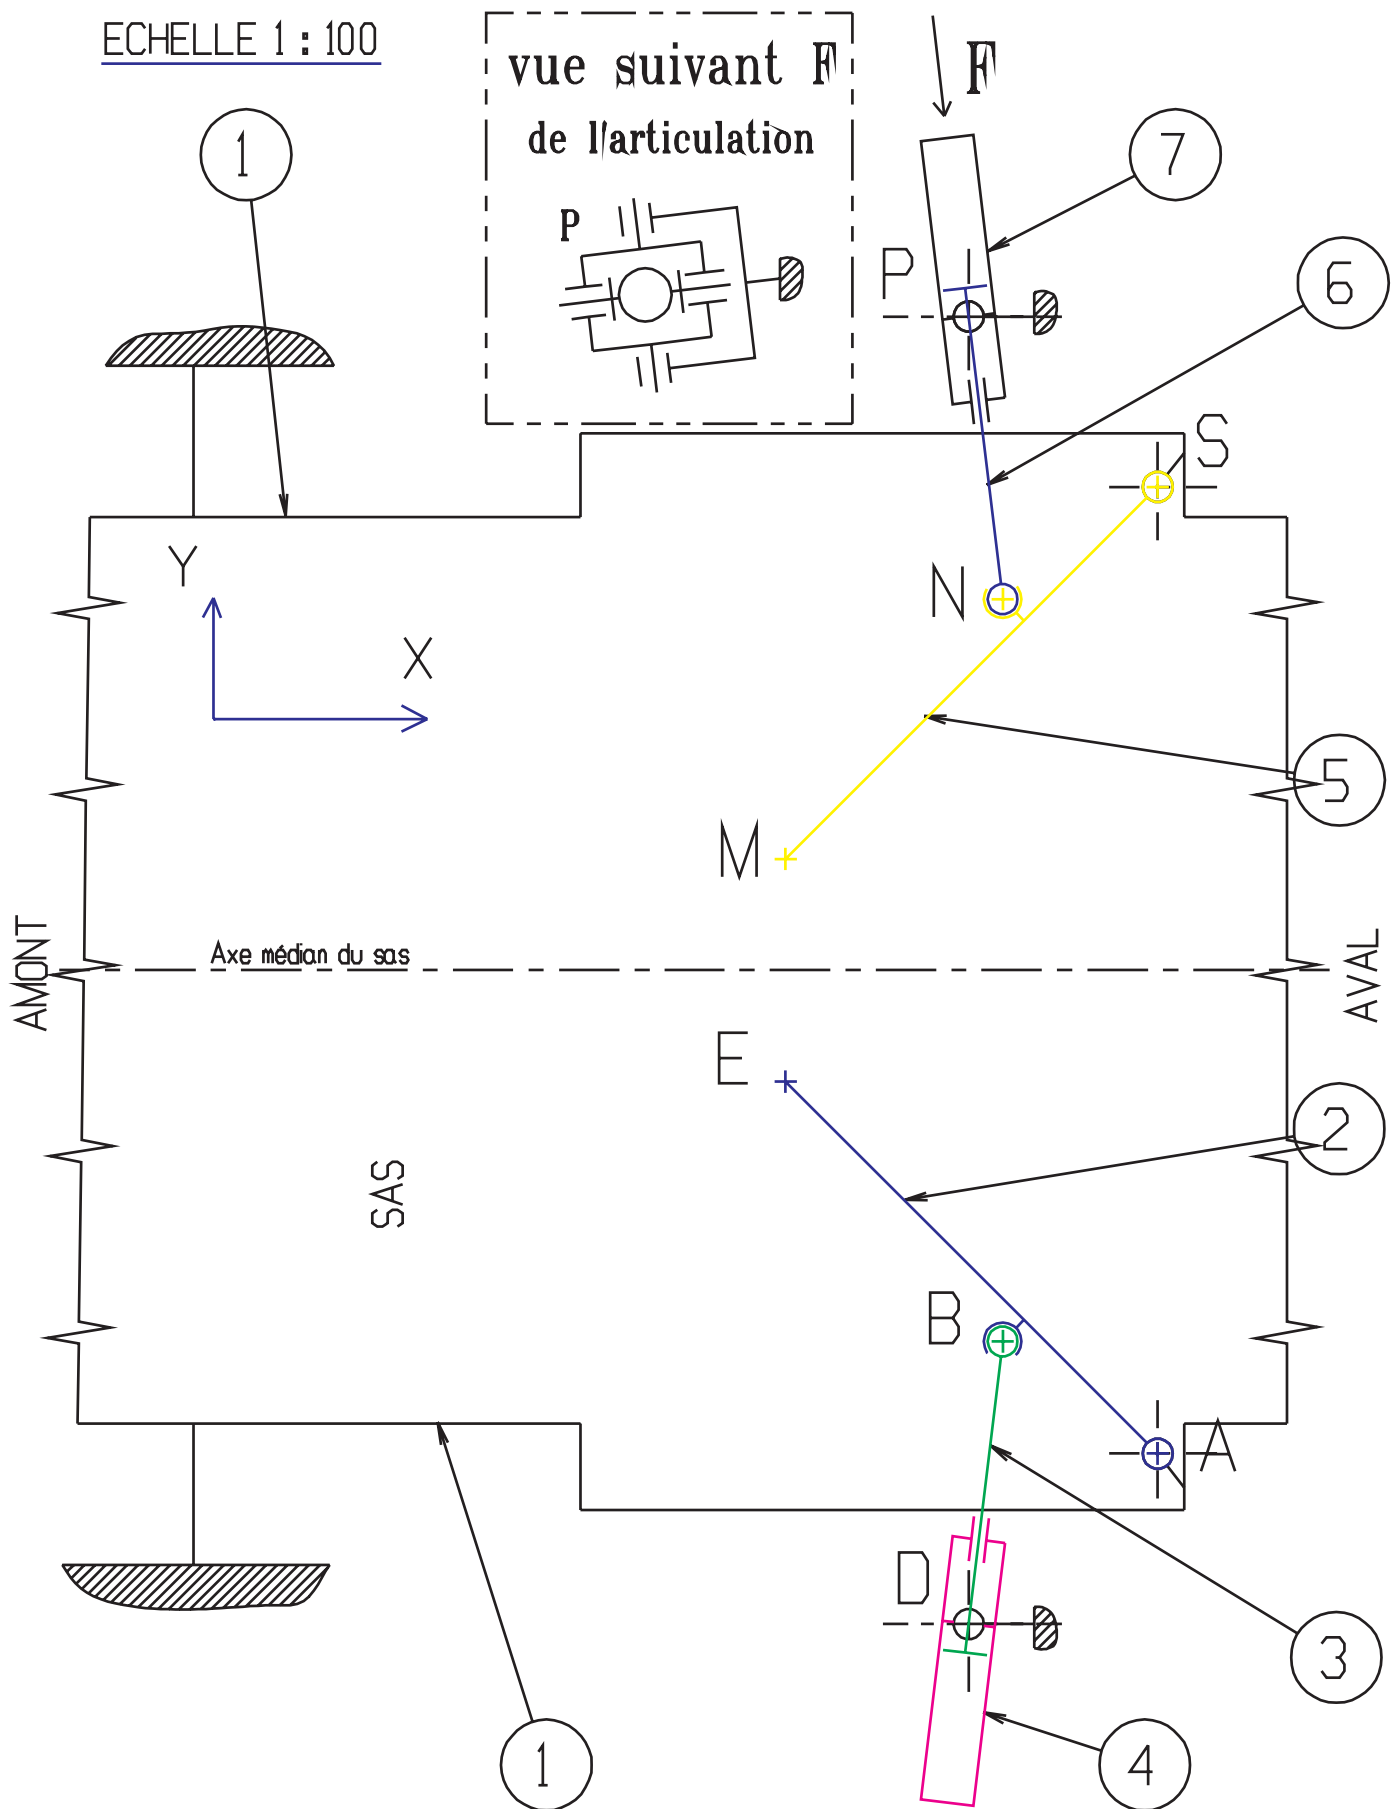 ECHELLE 1 : 100
vue suivant F
de l'articulation
P
F
1
7
P
6
S
Y
X
N
5
M
Axe médian du sas
AMONT
AVAL
E
2
SAS
B
A
D
3
1
4